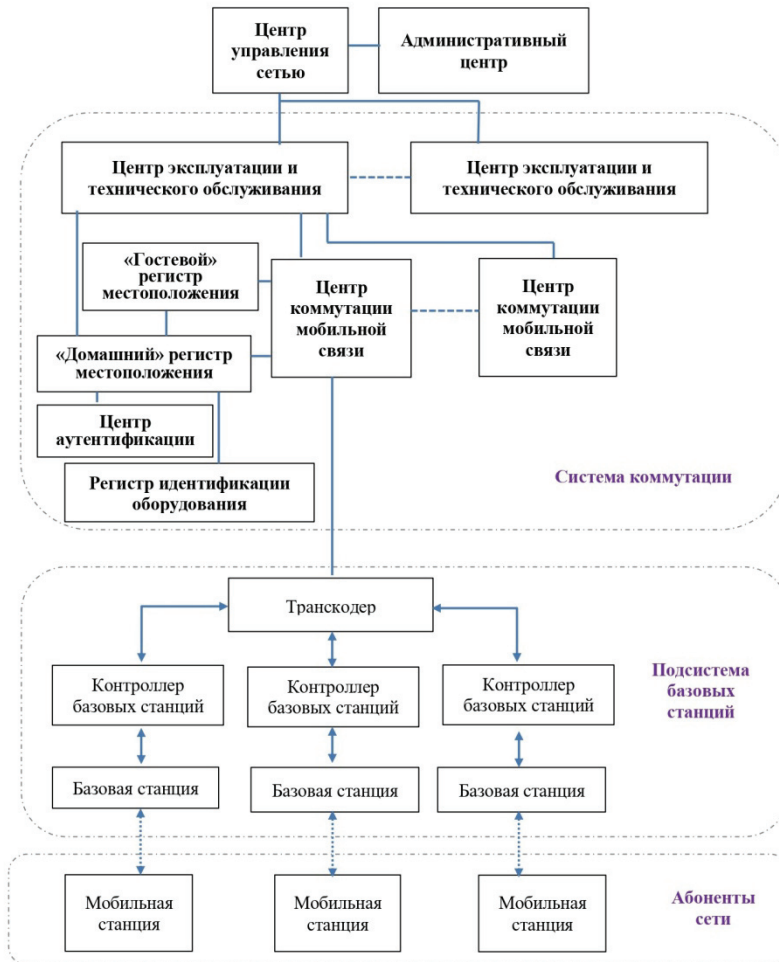 Центр
управления
сетью
Административный
центр
Центр эксплуатации и
технического обслуживания
Центр эксплуатации и
технического обслуживания
«Гостевой»
регистр
местоположения
Центр
коммутации
мобильной
связи
Центр
коммутации
мобильной
связи
«Домашний» регистр
местоположения
Центр
аутентификации
Регистр идентификации
оборудования
Система коммутации
Транскодер
Контроллер
базовых станций
Контроллер
базовых станций
Контроллер
базовых станций
Подсистема
базовых
станций
Базовая станция
Базовая станция
Базовая станция
Мобильная
станция
Мобильная
станция
Мобильная
станция
Абоненты
сети